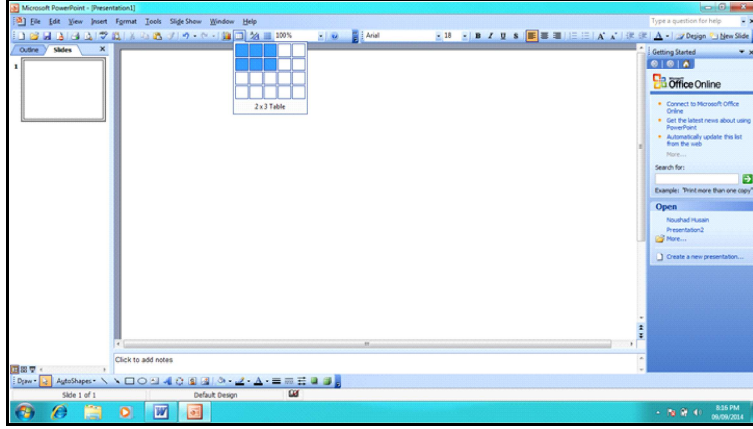 Microsoft PowerPoint - [Presentation1]
File Edit View Insert Format Tools Slide Show Window Help
Type a question for help
100%
Arial
18
B I U S
Design New Slide
Outline Slides
Getting Started
1
Microsoft
Office Online
Connect to Microsoft Office
Online
Get the latest news about using
PowerPoint
Automatically update this list
from the web
More...
2 x 3 Table
Search for:
Example: "Print more than one copy"
Open
Noushad Husain
Presentation2
More...
Create a new presentation...
Click to add notes
Draw AutoShapes
Slide 1 of 1
Default Design
8:16 PM
09/09/2014